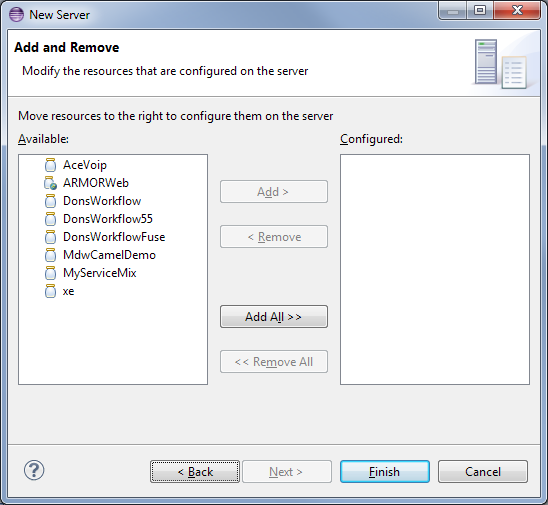 New Server
Add and Remove
Modify the resources that are configured on the server
Move resources to the right to configure them on the server
Available:
Configured:
AceVoip
ARMORWeb
DonsWorkflow
DonsWorkflow55
DonsWorkflowFuse
MdwCamelDemo
MyServiceMix
xe
Add >
< Remove
Add All >>
<< Remove All
?
< Back
Next >
Finish
Cancel